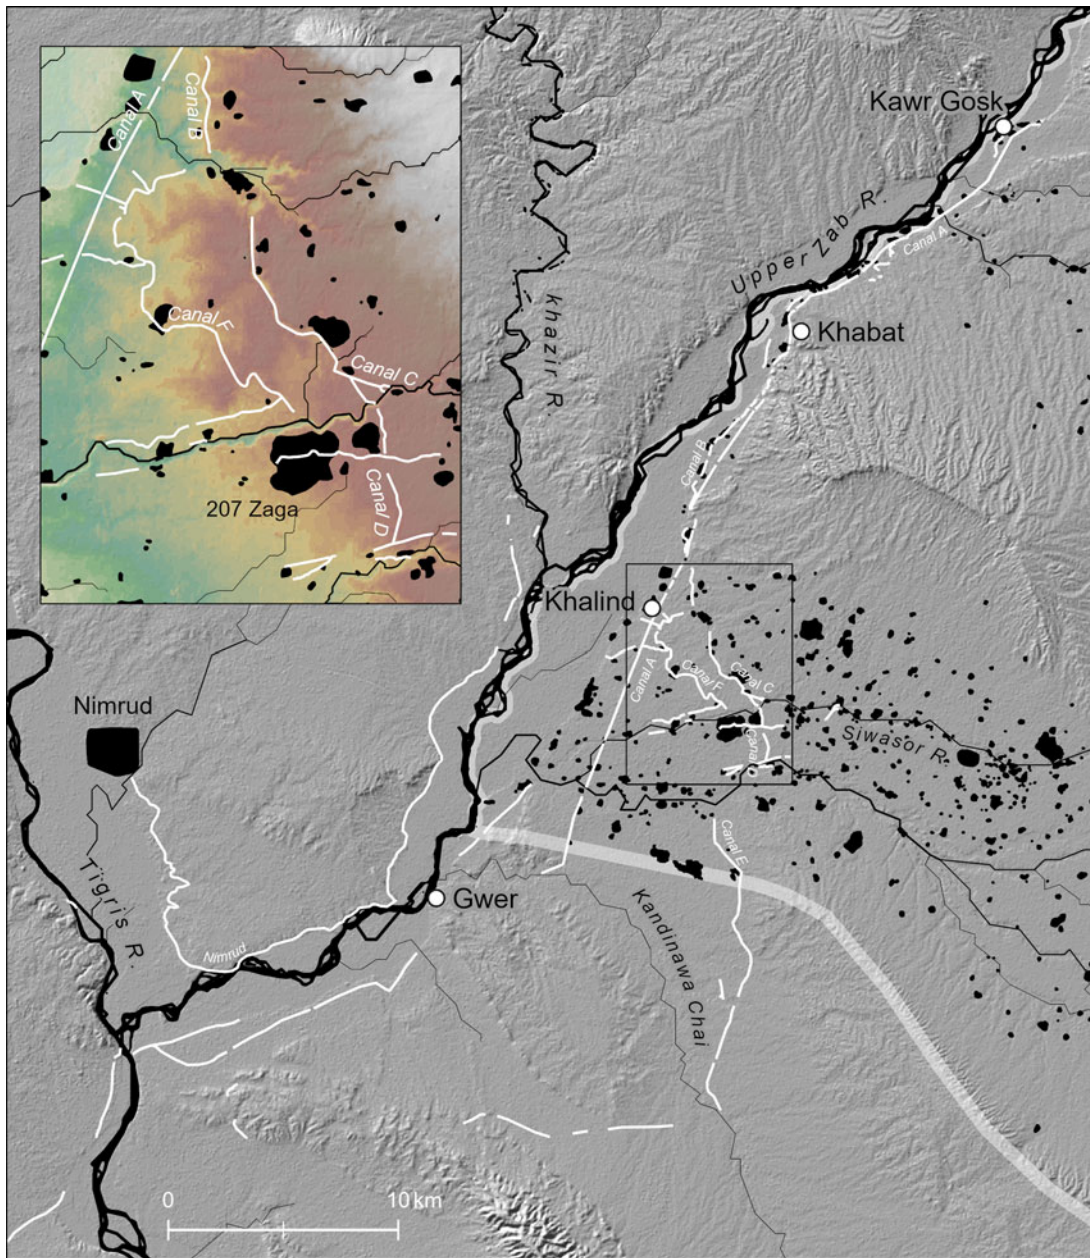 Canal A
Canal B
Canal F
Canal C
207 Zaga
Canal D
Kawr Gosk
Canal A
Upper Zab R.
Khabat
khazir R.
Canal B
Khalind
Canal A
Canal F
Canal C
Canal D
Siwasor R.
Nimrud
Tigris R.
Canal E
Gwer
Nimrud
Kandinawa Chai
0 10 km